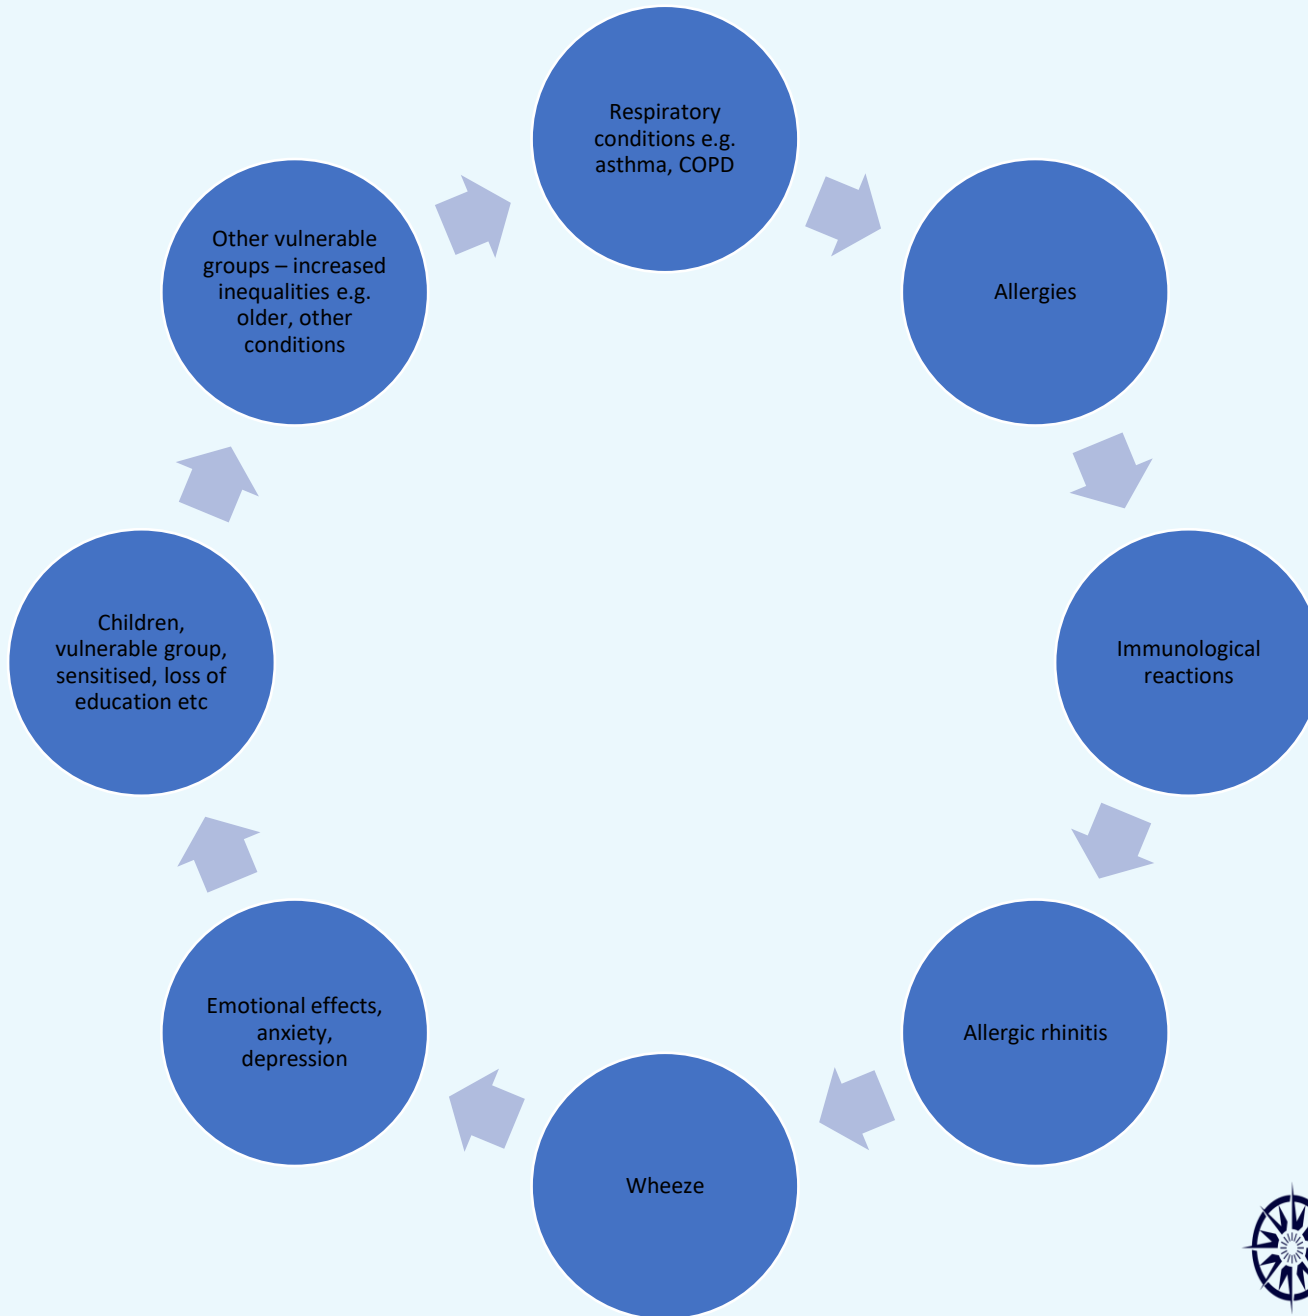 Respiratory
conditions e.g.
asthma, COPD
Allergies
Immunological
reactions
Allergic rhinitis
Wheeze
Emotional effects,
anxiety,
depression
Children,
vulnerable group,
sensitised, loss of
education etc
Other vulnerable
groups – increased
inequalities e.g.
older, other
conditions